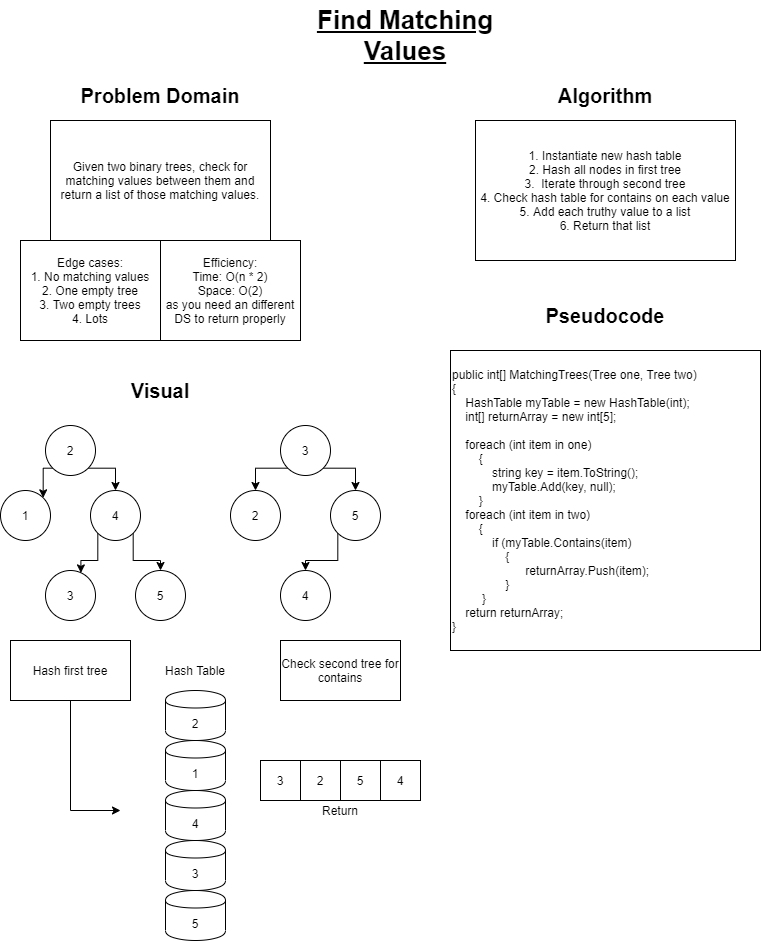 Find Matching
Values
Problem Domain
Given two binary trees, check for
matching values between them and
return a list of those matching values.
Edge cases:
1. No matching values
2. One empty tree
3. Two empty trees
4. Lots
Efficiency:
Time: O(n * 2)
Space: O(2)
as you need an different
DS to return properly
Algorithm
1. Instantiate new hash table
2. Hash all nodes in first tree
3. Iterate through second tree
4. Check hash table for contains on each value
5. Add each truthy value to a list
6. Return that list
Pseudocode
public int[] MatchingTrees(Tree one, Tree two)
{
HashTable myTable = new HashTable(int);
int[] returnArray = new int[5];
foreach (int item in one)
{
string key = item.ToString();
myTable.Add(key, null);
}
foreach (int item in two)
{
if (myTable.Contains(item)
{
returnArray.Push(item);
}
}
return returnArray;
}
Visual
2
1
4
3
5
3
2
5
4
Hash first tree
Hash Table
2
1
4
3
5
Check second tree for
contains
3 2 5 4
Return